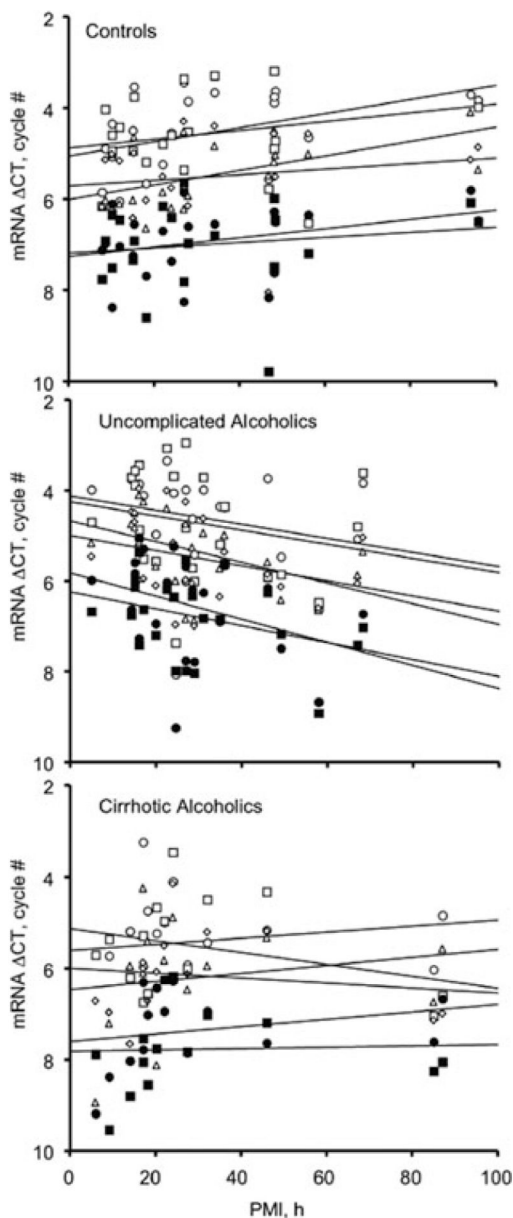 2
Controls
4
6
8
10
mRNA ΔCT, cycle #
2
Uncomplicated Alcoholics
4
6
8
10
mRNA ΔCT, cycle #
2
Cirrhotic Alcoholics
4
6
8
10
mRNA ΔCT, cycle #
0 20 40 60 80 100
PMI, h